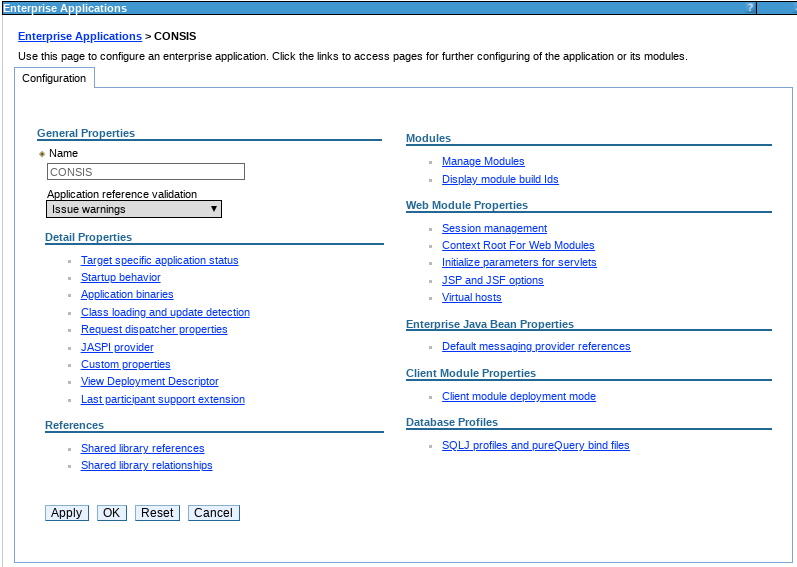 Enterprise Applications
?
Enterprise Applications > CONSIS
Use this page to configure an enterprise application. Click the links to access pages for further configuring of the application or its modules.
Configuration
General Properties
Name
CONSIS
Application reference validation
Issue warnings
Detail Properties
Target specific application status
Startup behavior
Application binaries
Class loading and update detection
Request dispatcher properties
JASPI provider
Custom properties
View Deployment Descriptor
Last participant support extension
References
Shared library references
Shared library relationships
Modules
Manage Modules
Display module build Ids
Web Module Properties
Session management
Context Root For Web Modules
Initialize parameters for servlets
JSP and JSF options
Virtual hosts
Enterprise Java Bean Properties
Default messaging provider references
Client Module Properties
Client module deployment mode
Database Profiles
SQLJ profiles and pureQuery bind files
Apply OK Reset Cancel